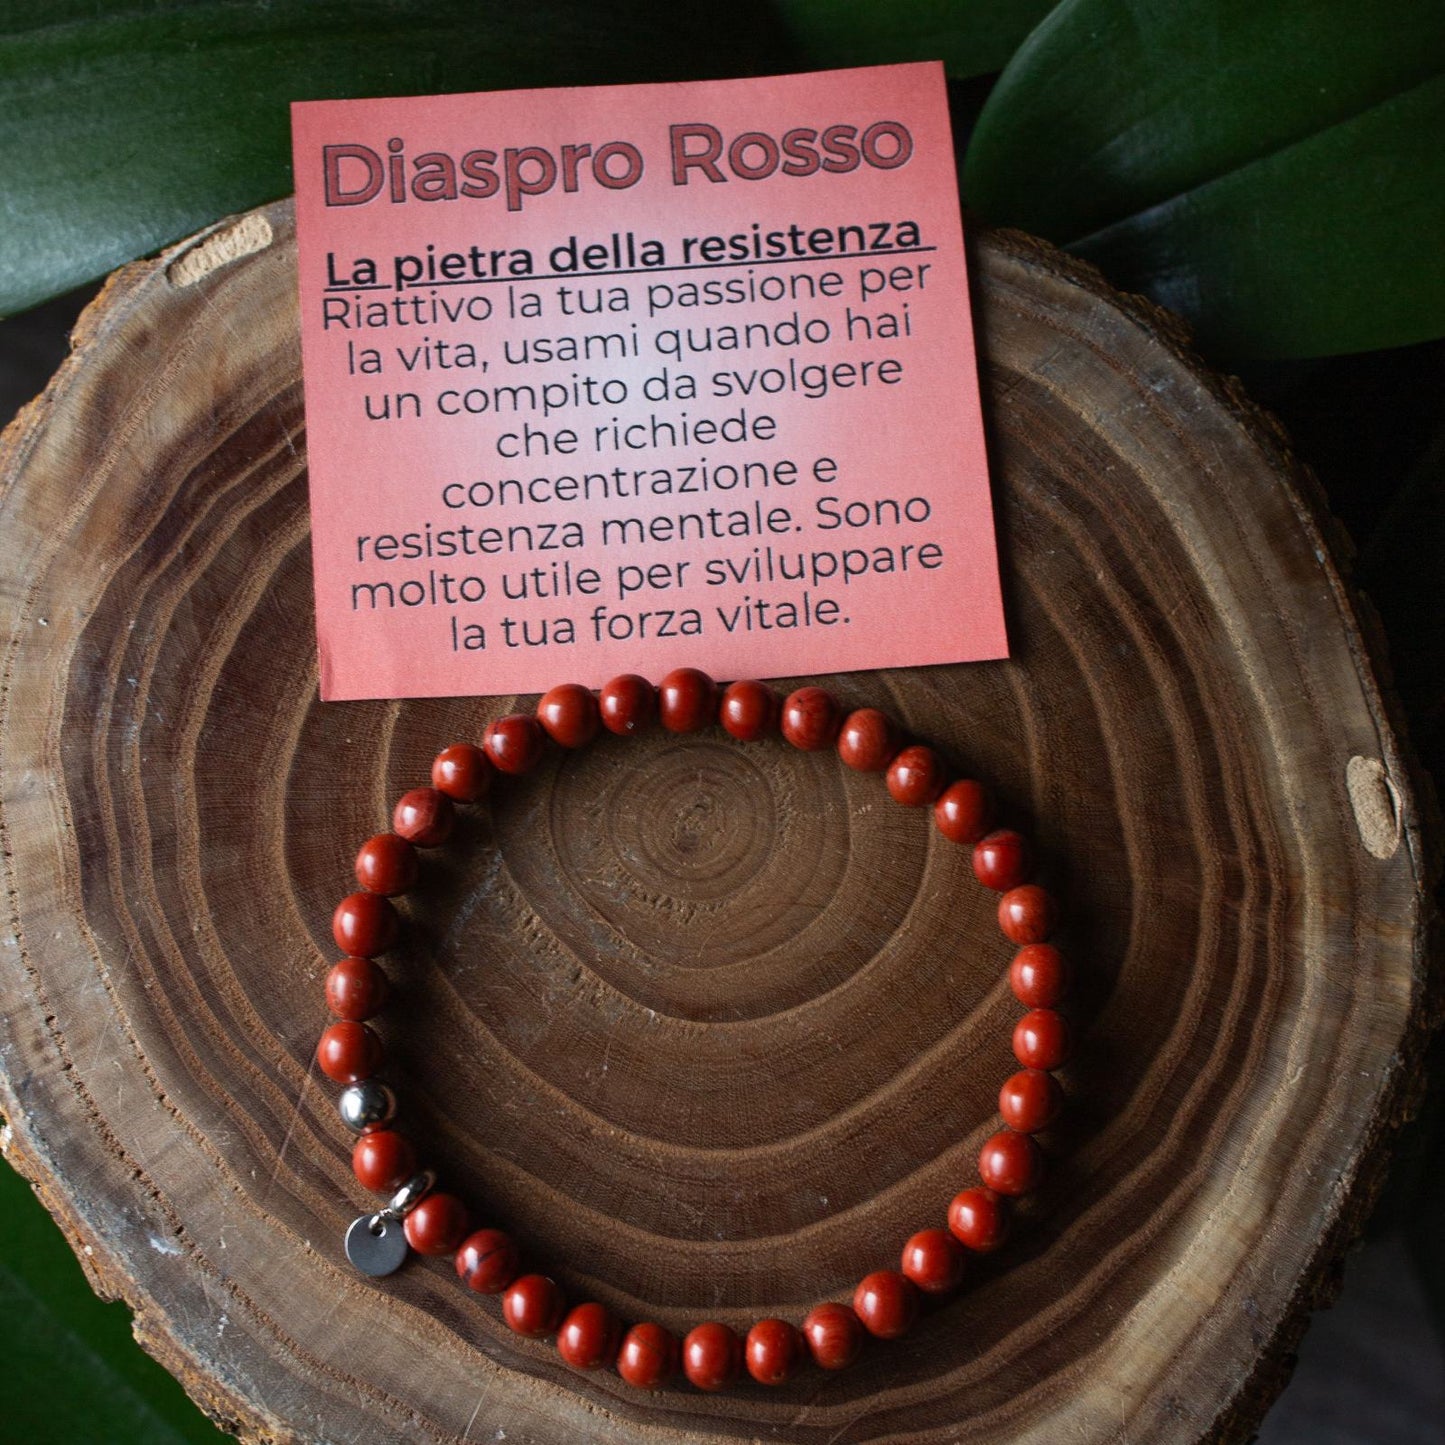 Diaspro Rosso
La pietra della resistenza
Riattivo la tua passione per
la vita, usami quando hai
un compito da svolgere
che richiede
concentrazione e
resistenza mentale. Sono
molto utile per sviluppare
la tua forza vitale.